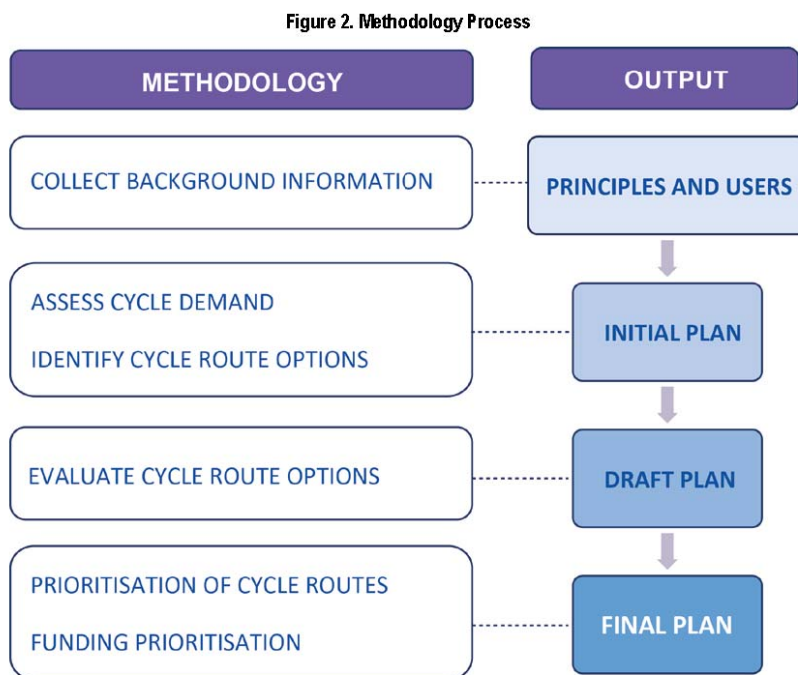 Figure 2. Methodology Process
METHODOLOGY
OUTPUT
COLLECT BACKGROUND INFORMATION
PRINCIPLES AND USERS
ASSESS CYCLE DEMAND
IDENTIFY CYCLE ROUTE OPTIONS
INITIAL PLAN
EVALUATE CYCLE ROUTE OPTIONS
DRAFT PLAN
PRIORITISATION OF CYCLE ROUTES
FUNDING PRIORITISATION
FINAL PLAN